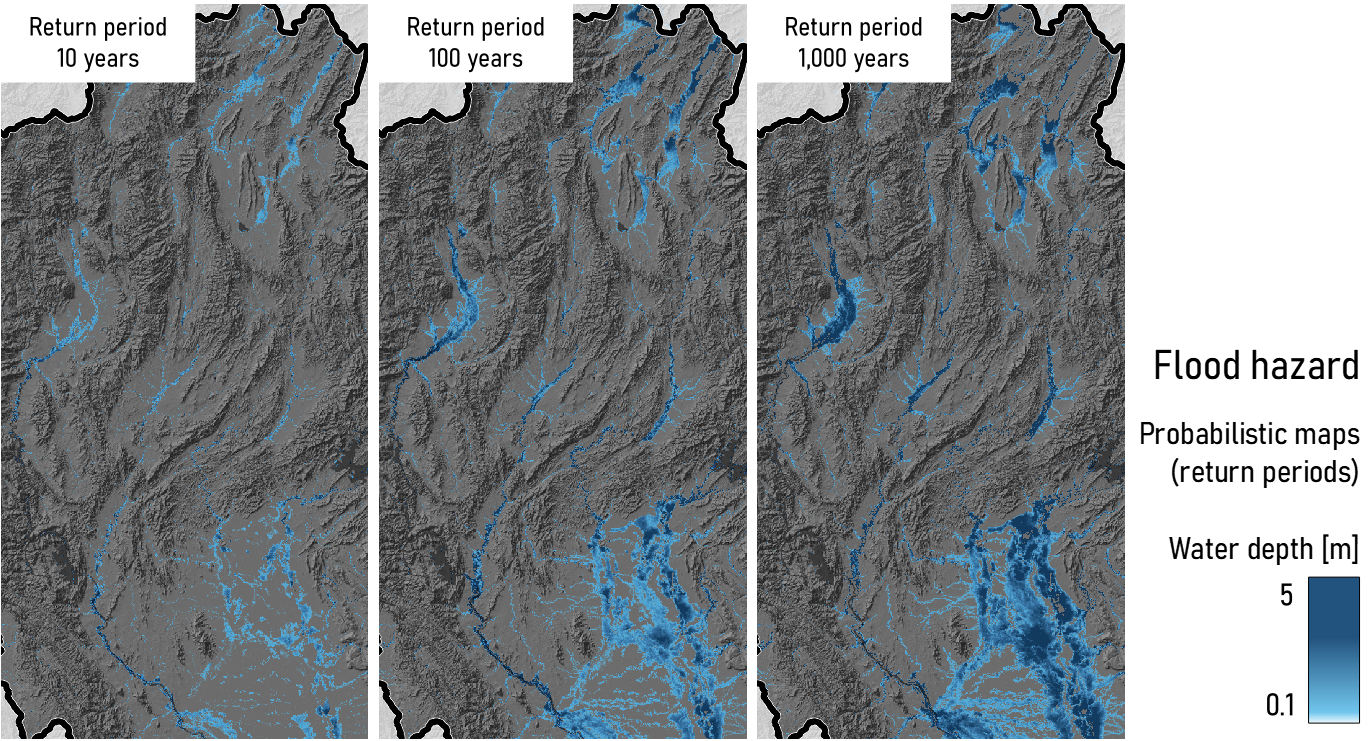 Return period
10 years
Return period
100 years
Return period
1,000 years
Flood hazard
Probabilistic maps
(return periods)
Water depth [m]
5
0.1